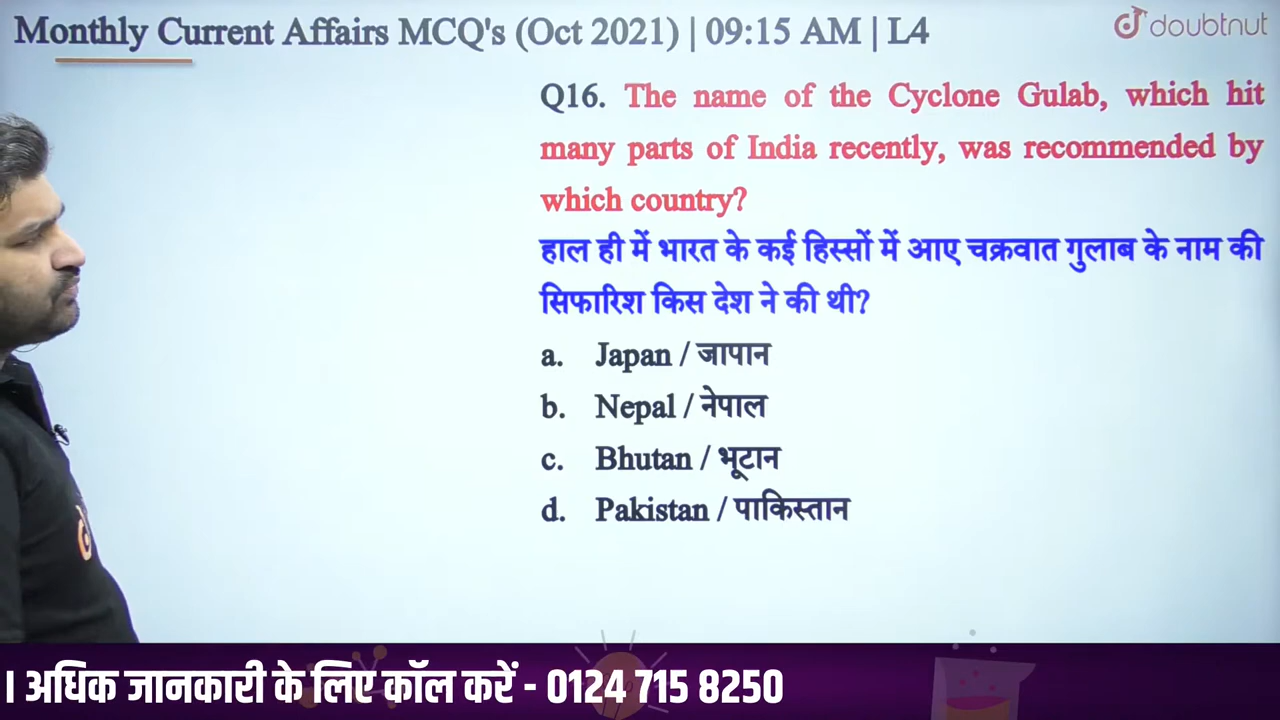 Monthly Current Affairs MCQ's (Oct 2021) | 09:15 AM | L4
doubtnut
Q16. The name of the Cyclone Gulab, which hit
many parts of India recently, was recommended by
which country?
हाल ही में भारत के कई हिस्सों में आए चक्रवात गुलाब के नाम की
सिफारिश किस देश ने की थी?
a. Japan / जापान
b. Nepal / नेपाल
c. Bhutan / भूटान
d. Pakistan / पाकिस्तान
। अधिक जानकारी के लिए कॉल करें - 0124 715 8250